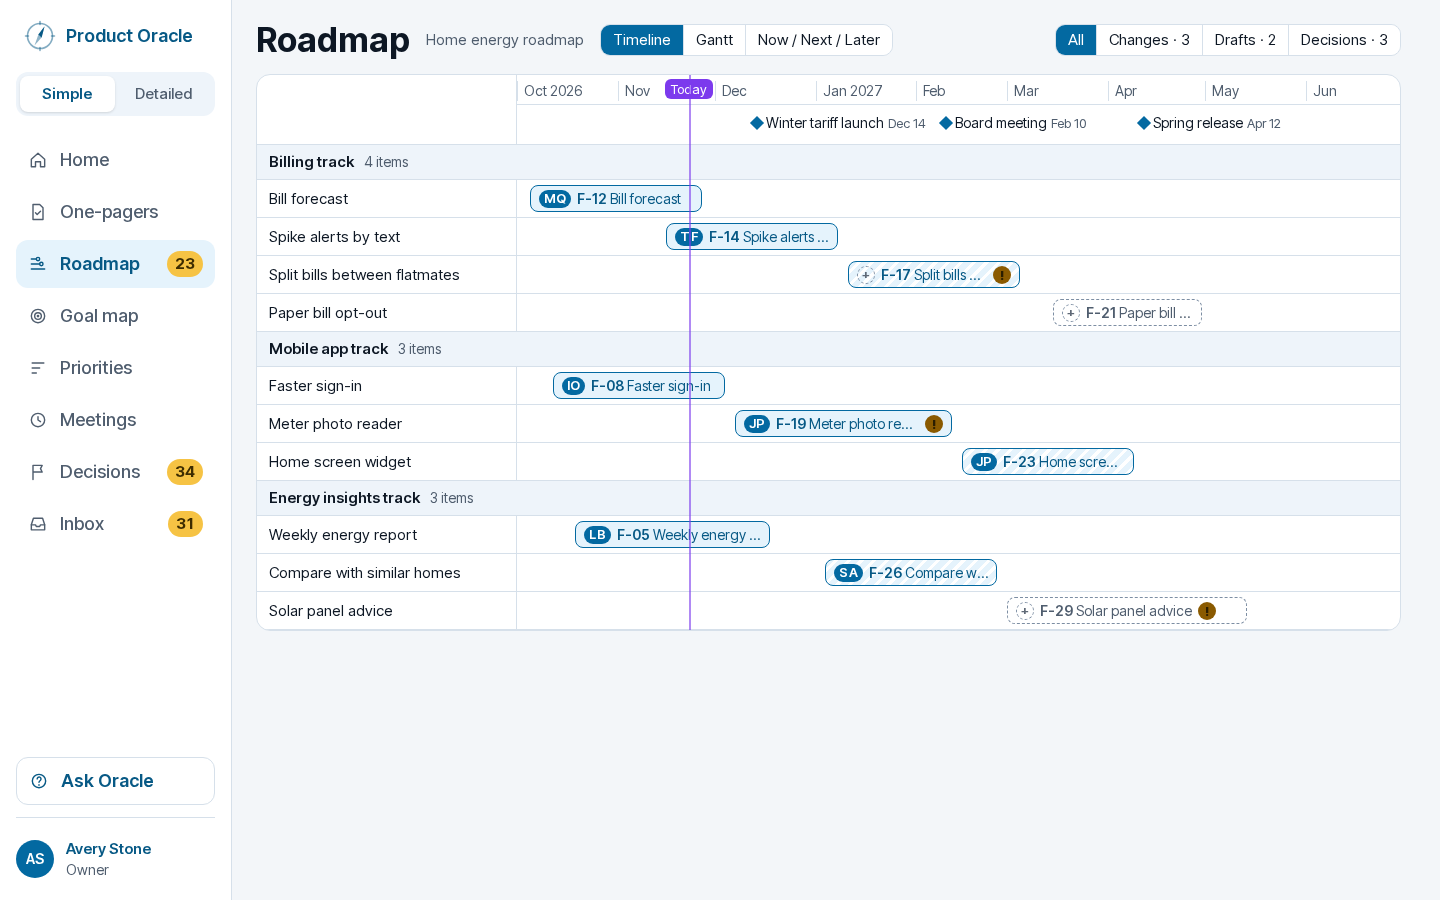 Product Oracle
Simple
Detailed
Home
One-pagers
Roadmap 23
Goal map
Priorities
Meetings
Decisions 34
Inbox 31
Ask Oracle
AS
Avery Stone
Owner
Roadmap
Home energy roadmap
Timeline
Gantt
Now / Next / Later
All
Changes · 3
Drafts · 2
Decisions · 3
Oct 2026
Nov
Today
Dec
Jan 2027
Feb
Mar
Apr
May
Jun
Winter tariff launch Dec 14
Board meeting Feb 10
Spring release Apr 12
Billing track 4 items
Bill forecast
MQ F-12 Bill forecast
Spike alerts by text
TF F-14 Spike alerts ...
Split bills between flatmates
+ F-17 Split bills ... !
Paper bill opt-out
+ F-21 Paper bill ...
Mobile app track 3 items
Faster sign-in
IO F-08 Faster sign-in
Meter photo reader
JP F-19 Meter photo re... !
Home screen widget
JP F-23 Home scre...
Energy insights track 3 items
Weekly energy report
LB F-05 Weekly energy ...
Compare with similar homes
SA F-26 Compare w...
Solar panel advice
+ F-29 Solar panel advice !